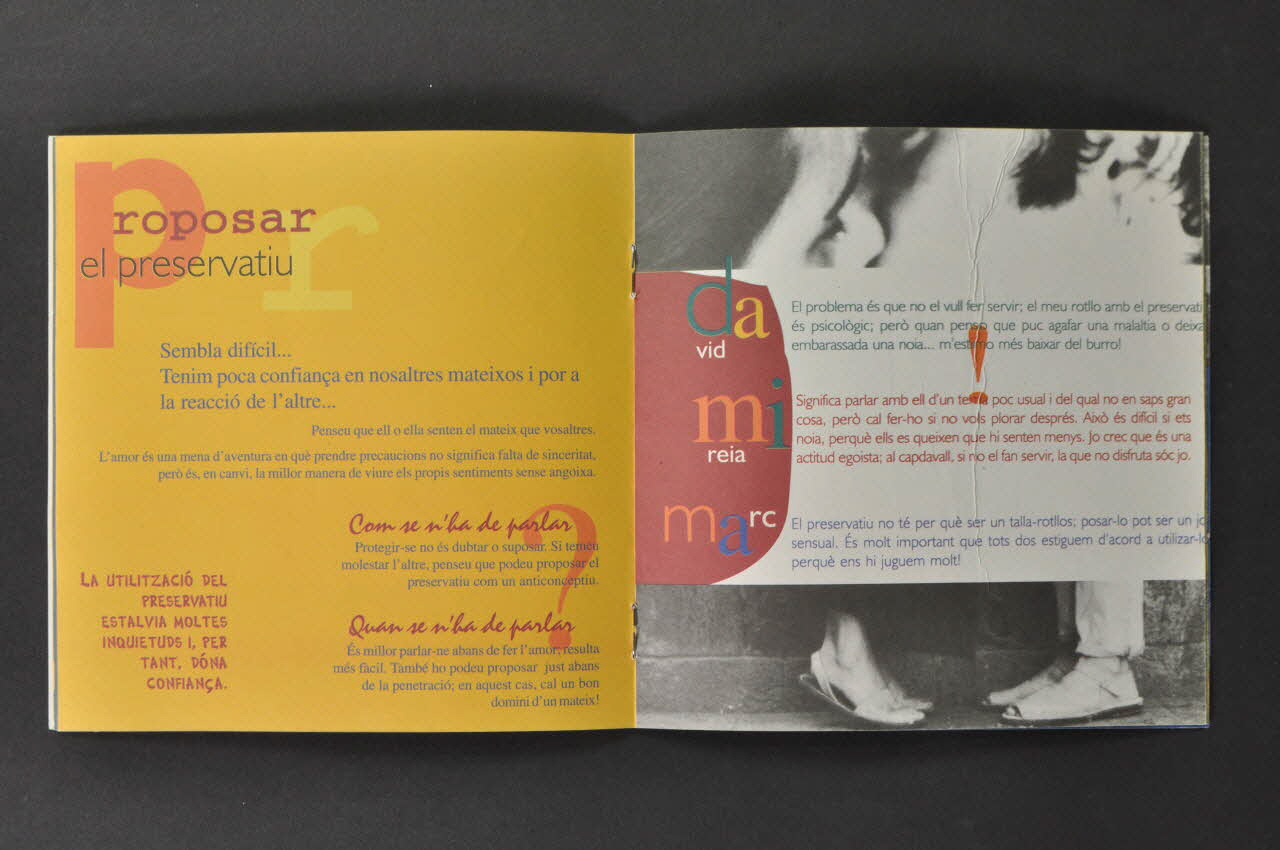 Proposar
el preservatiu
Sembla difícil...
Tenim poca confiança en nosaltres mateixos i por a
la reacció de l'altre...
Penseu que ell o ella senten el mateix que vosaltres.
L'amor és una mena d'aventura en què prendre precaucions no significa falta de sinceritat,
però és, en canvi, la millor manera de viure els propis sentiments sense angoixa.
Com se n'ha de parlar
Protegir-se no és dubtar o suposar. Si temeu
molestar l'altre, penseu que podeu proposar el
preservatiu com un anticonceptiu.
?
Quan se n'ha de parlar
És millor parlar-ne abans de fer l'amor; resulta
més fàcil. També ho podeu proposar just abans
de la penetració; en aquest cas, cal un bon
domini d'un mateix!
LA UTILITZACIÓ DEL
PRESERVATIU
ESTALVIA MOLTES
INQUIETUDS I, PER
TANT, DÓNA
CONFIANÇA.
david
El problema és que no el vull fer servir; el meu rotllo amb el preservati
és psicològic; però quan penso que puc agafar una malaltia o deixa
embarassada una noia... m'estimo més baixar del burro!
!
mireia
Significa parlar amb ell d'un tema poc usual i del qual no en saps gran
cosa, però cal fer-ho si no vols plorar després. Això és difícil si ets
noia, perquè ells es queixen que hi senten menys. Jo crec que és una
actitud egoista; al capdavall, si no el fan servir, la que no disfruta sóc jo.
marc
El preservatiu no té per què ser un talla-rotllos; posar-lo pot ser un jo
sensual. És molt important que tots dos estiguem d'acord a utilizar-lo
perquè ens hi juguem molt!